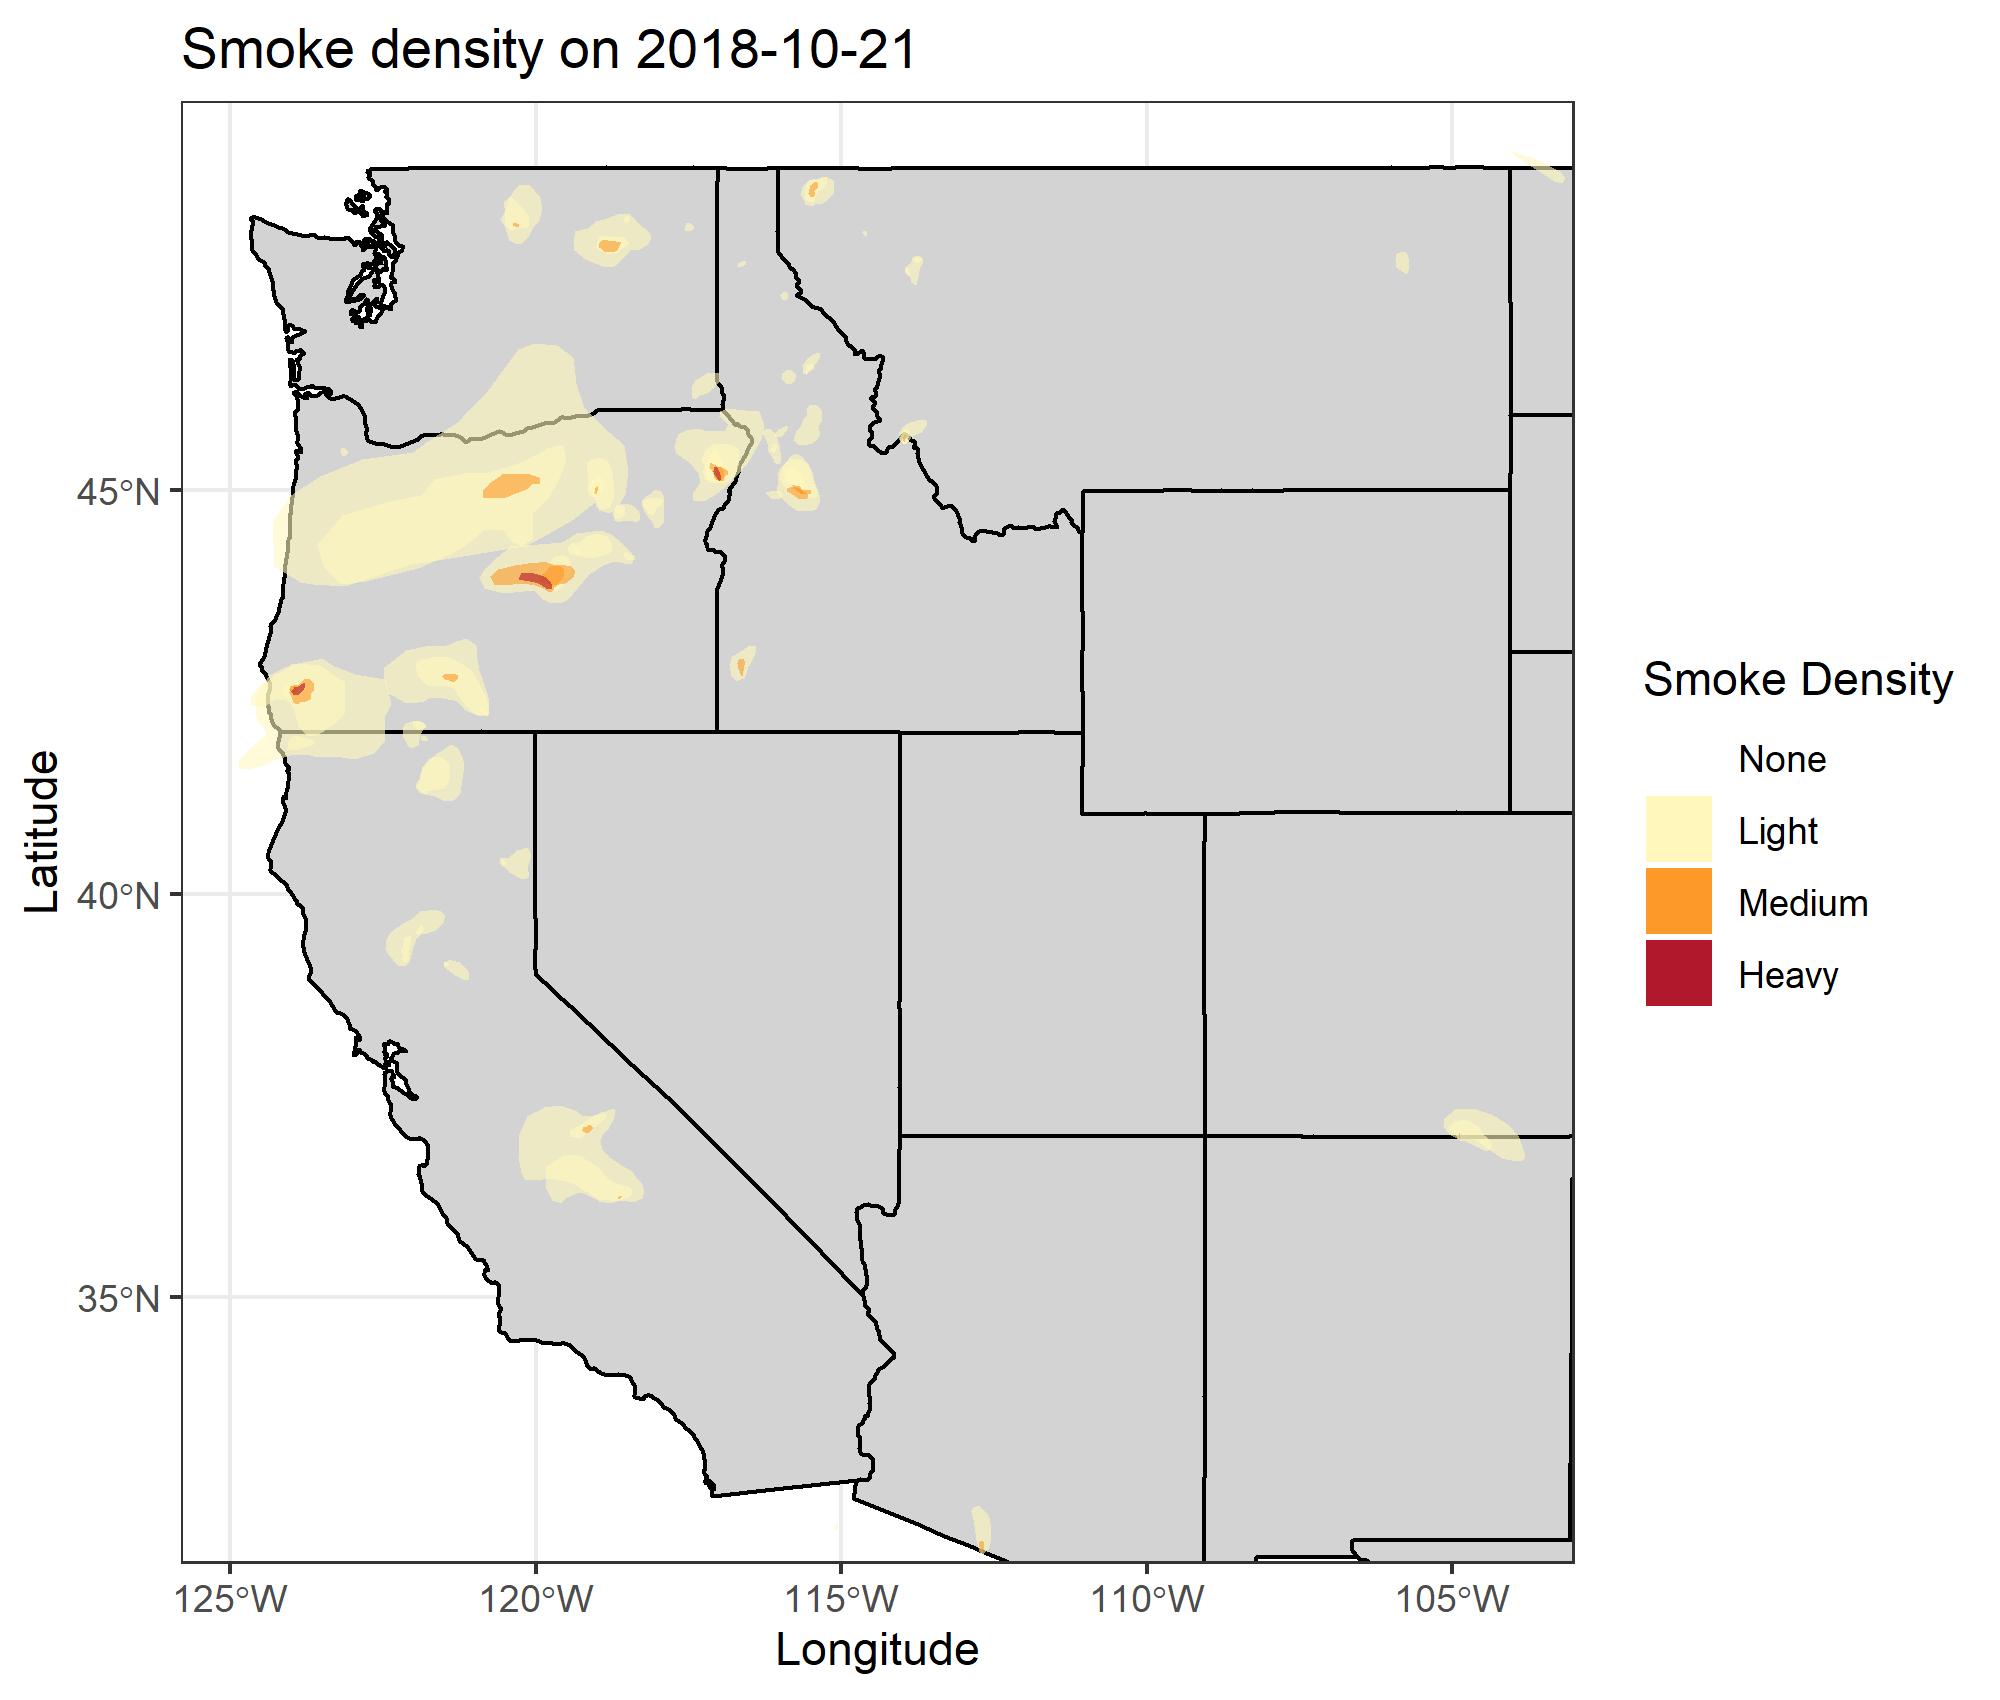 Smoke density on 2018-10-21
45°N
40°N
35°N
Latitude
125°W
120°W
115°W
110°W
105°W
Longitude
Smoke Density
None
Light
Medium
Heavy